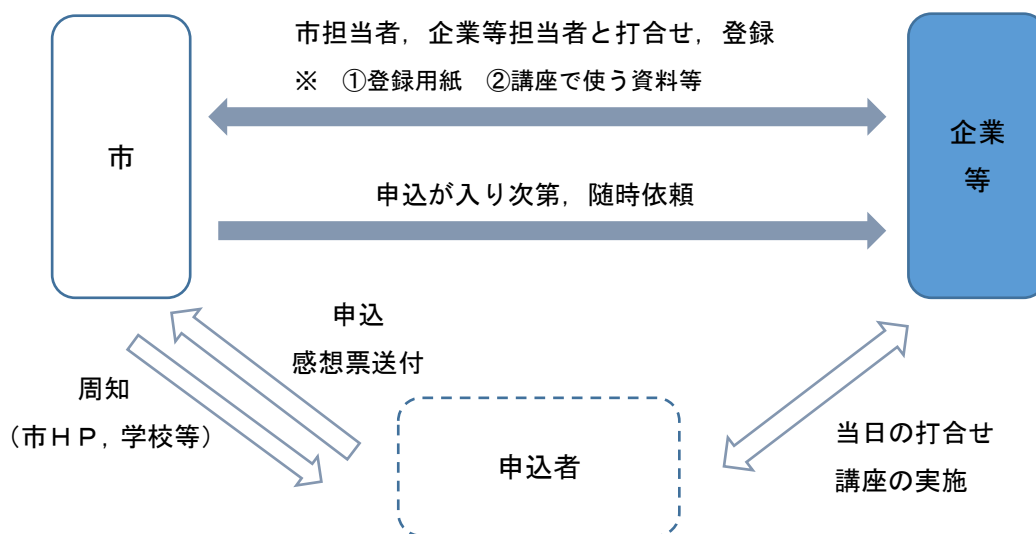 市担当者，企業等担当者と打合せ，登録
※　①登録用紙　②講座で使う資料等
市
企業
等
申込が入り次第，随時依頼
申込
感想票送付
周知
（市ＨＰ，学校等）
申込者
当日の打合せ
講座の実施